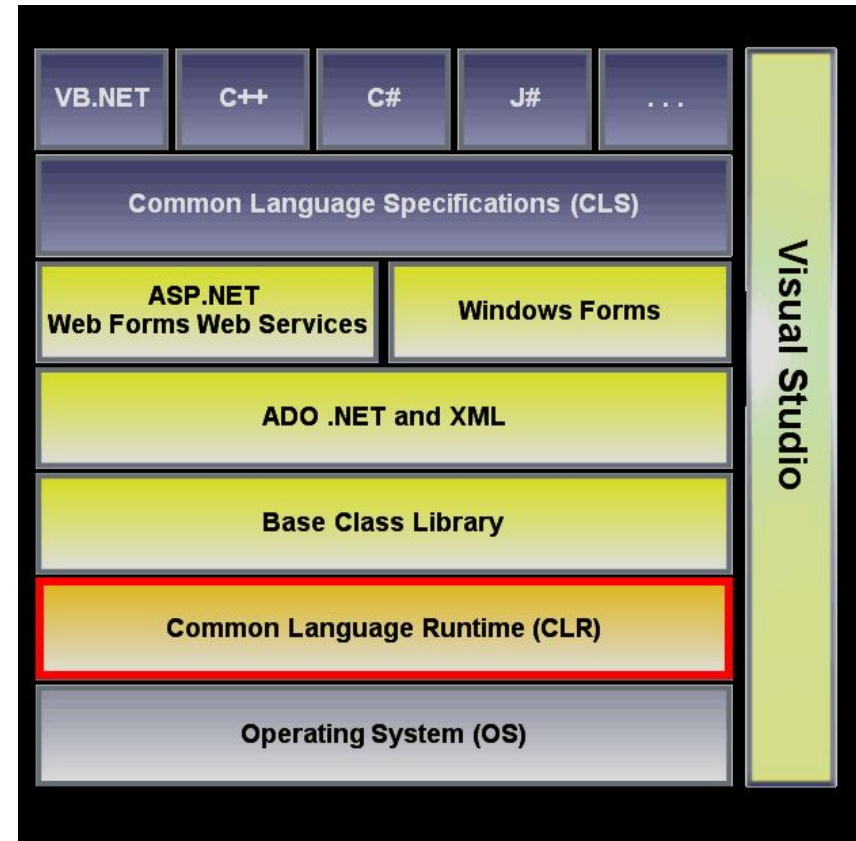 VB.NET
C++
C#
J#
. . .
Common Language Specifications (CLS)
ASP.NET
Web Forms Web Services
Windows Forms
ADO .NET and XML
Base Class Library
Common Language Runtime (CLR)
Operating System (OS)
Visual Studio